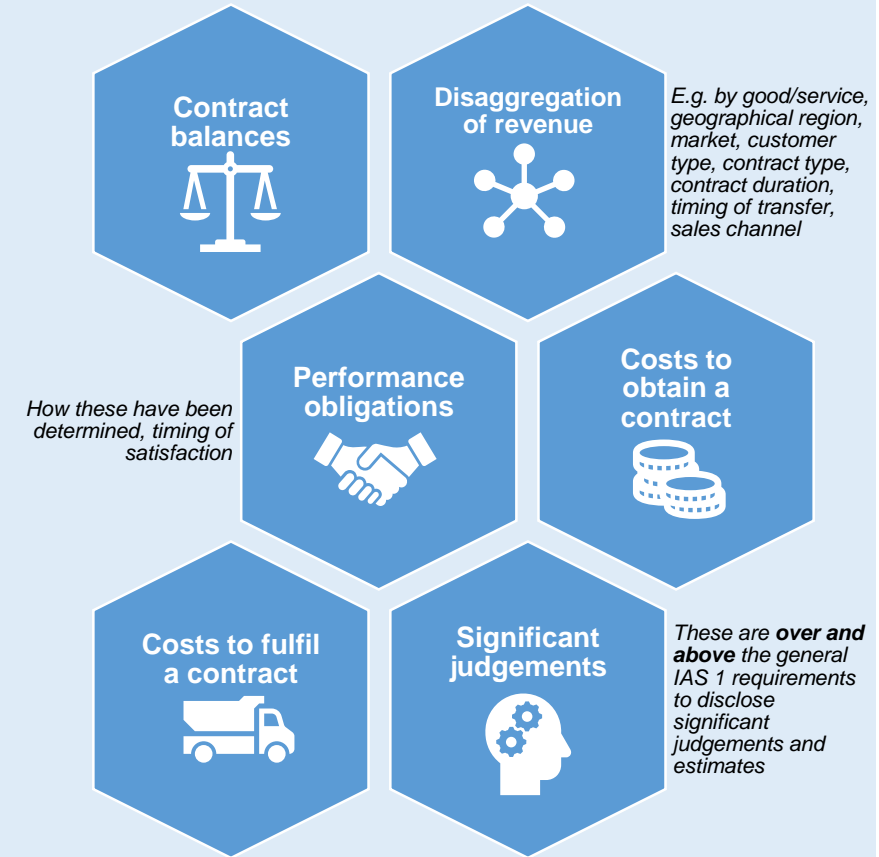 Contract
balances
Disaggregation
of revenue
E.g. by good/service,
geographical region,
market, customer
type, contract type,
contract duration,
timing of transfer,
sales channel
How these have been
determined, timing of
satisfaction
Performance
obligations
Costs to
obtain a
contract
Costs to fulfil
a contract
Significant
judgements
These are over and
above the general
IAS 1 requirements
to disclose
significant
judgements and
estimates